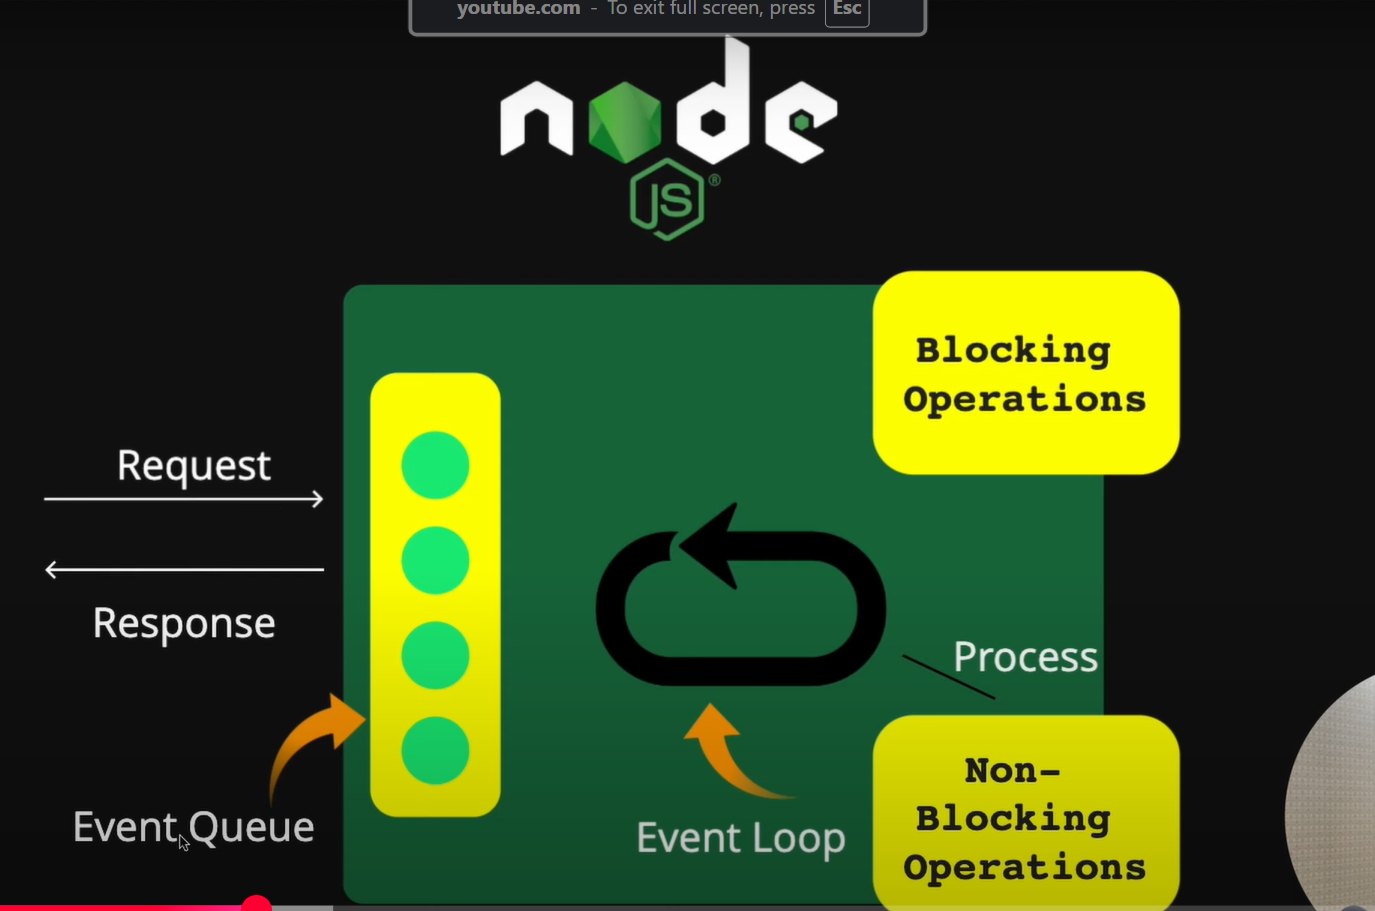 youtube.com - To exit full screen, press Esc
node
JS®
Blocking
Operations
Request
Response
Process
Non-
Blocking
Operations
Event Queue
Event Loop